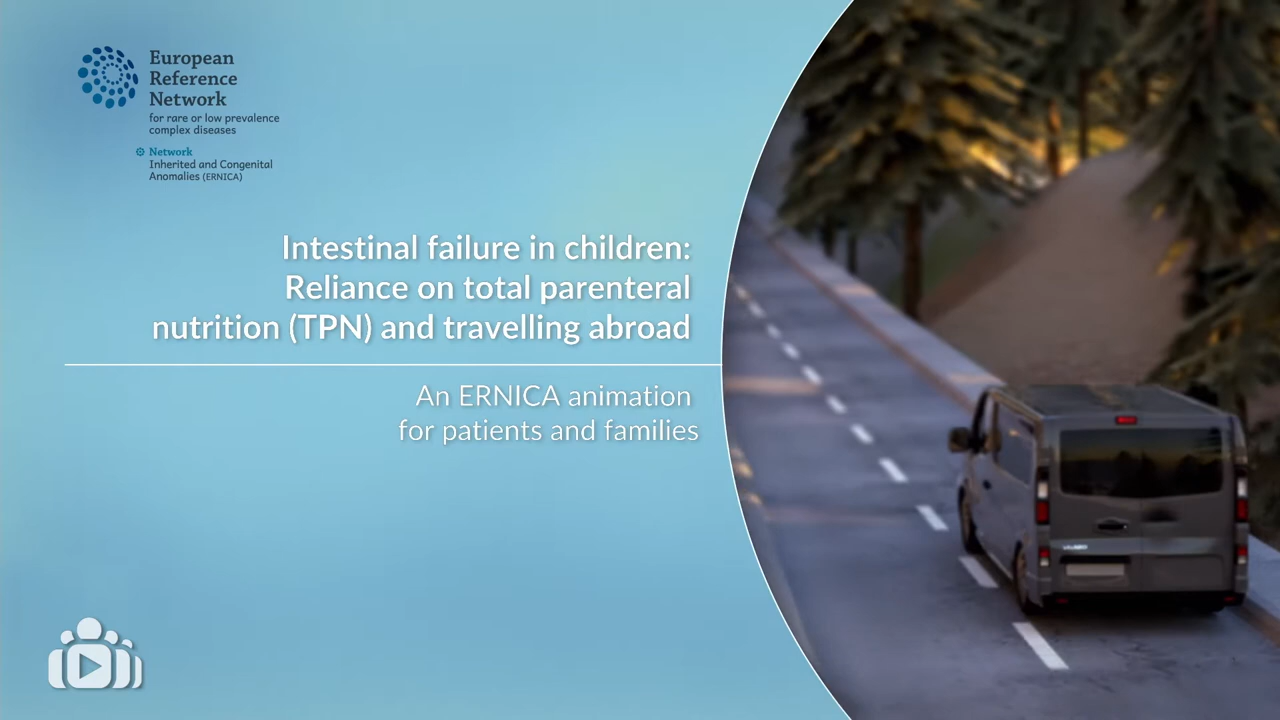 European
Reference
Network
for rare or low prevalence
complex diseases
Network
Inherited and Congenital
Anomalies (ERNICA)
Intestinal failure in children:
Reliance on total parenteral
nutrition (TPN) and travelling abroad
An ERNICA animation
for patients and families